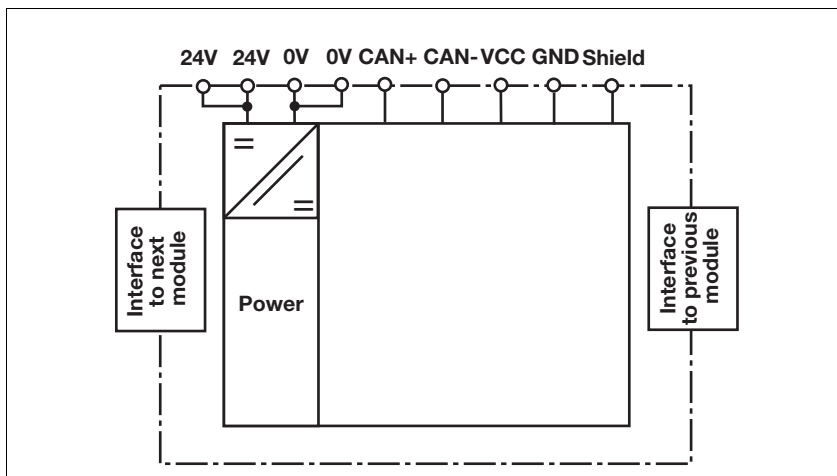 24V 24V 0V 0V CAN+ CAN- VCC GND Shield
Interface
to next
module
Power
Interface
to previous
module